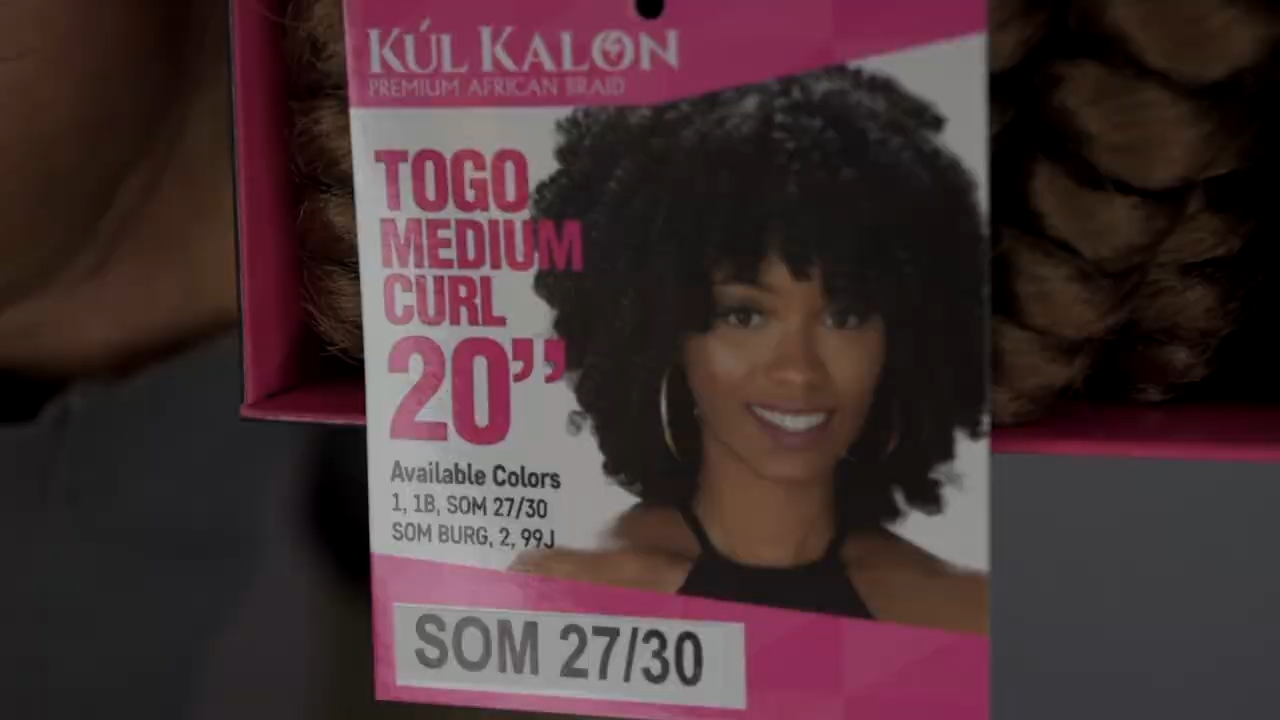 KÚL KALON
PREMIUM AFRICAN BRAID
TOGO
MEDIUM
CURL
20’’
Available Colors
1, 1B, SOM 27/30
SOM BURG, 2, 99J
SOM 27/30